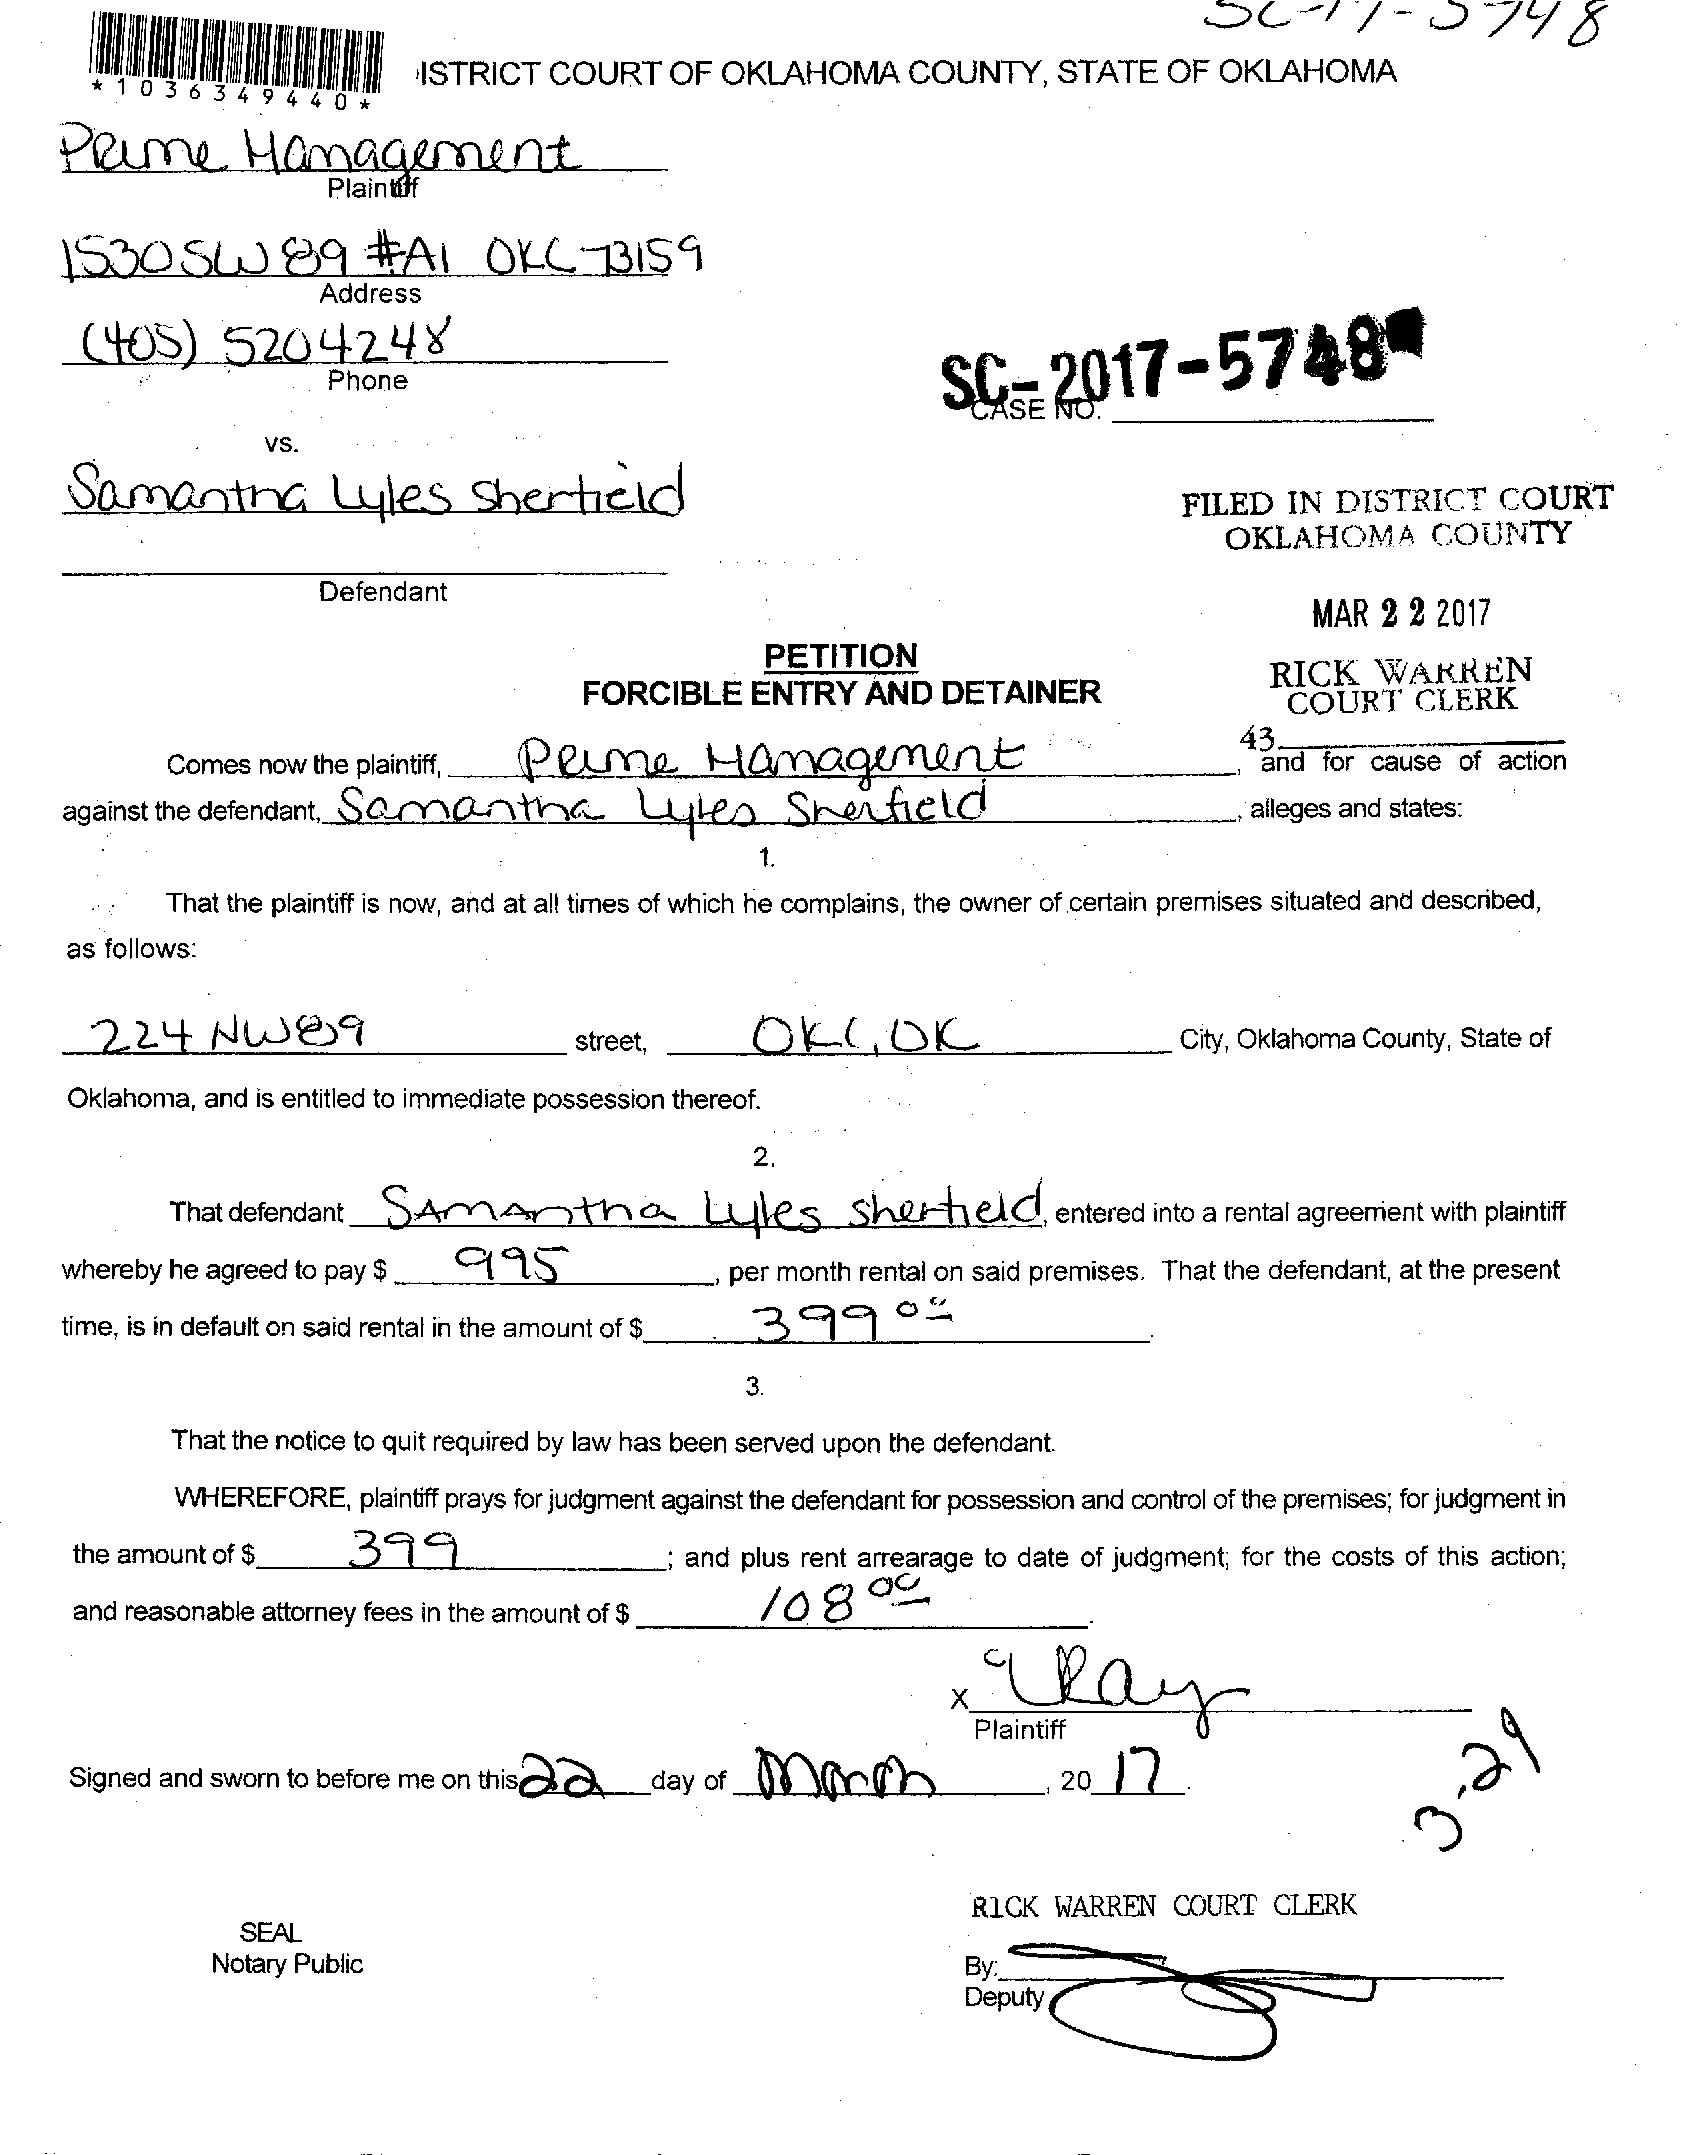 SC-17-5748
*1036349440*
ISTRICT COURT OF OKLAHOMA COUNTY, STATE OF OKLAHOMA
Prime Management
Plaintiff
1530 SW 89 #A1 OKC 73159
Address
(405) 5204248
Phone
SC-2017-5748
CASE NO.
vs.
Samantha Lyles Sherfield
Defendant
FILED IN DISTRICT COURT
OKLAHOMA COUNTY
MAR 22 2017
RICK WARREN
COURT CLERK
43
PETITION
FORCIBLE ENTRY AND DETAINER
Comes now the plaintiff, Prime Management, and for cause of action
against the defendant, Samantha Lyles Sherfield, alleges and states:
1.
That the plaintiff is now, and at all times of which he complains, the owner of certain premises situated and described,
as follows:
224 NW 89 street, OKC, OK City, Oklahoma County, State of
Oklahoma, and is entitled to immediate possession thereof.
2.
That defendant SAmAntha Lyles Sherfield, entered into a rental agreement with plaintiff
whereby he agreed to pay $ 995, per month rental on said premises. That the defendant, at the present
time, is in default on said rental in the amount of $ 399 00.
3.
That the notice to quit required by law has been served upon the defendant.
WHEREFORE, plaintiff prays for judgment against the defendant for possession and control of the premises; for judgment in
the amount of $ 399; and plus rent arrearage to date of judgment; for the costs of this action;
and reasonable attorney fees in the amount of $ 108 00.
X Ray
Plaintiff
Signed and sworn to before me on this 22 day of March, 20 17.
3.29
RICK WARREN COURT CLERK
SEAL
Notary Public
By:
Deputy